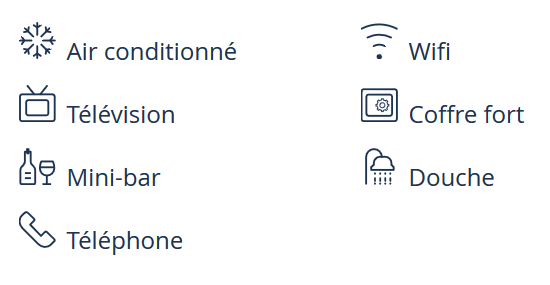 Air conditionné
Wifi
Télévision
Coffre fort
Mini-bar
Douche
Téléphone